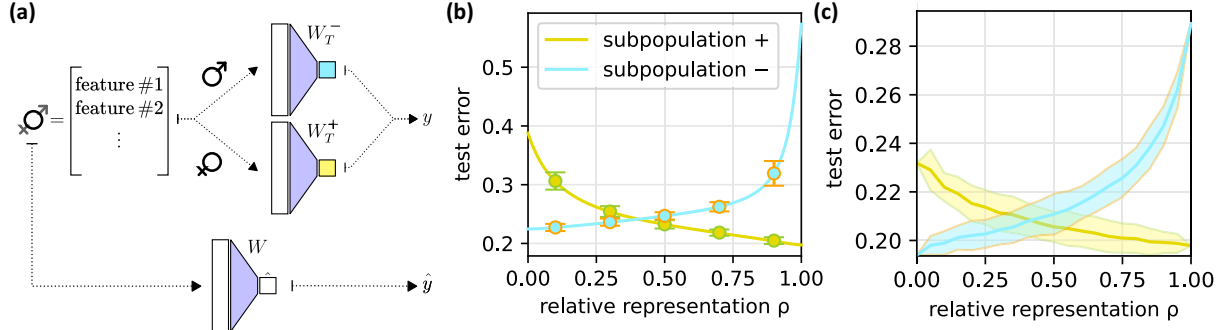 (a)
feature #1
feature #2
⋮
=
W_T^-
W_T^+
y
W
^
ŷ
(b)
test error
0.5
0.4
0.3
0.2
subpopulation +
subpopulation −
0.00 0.25 0.50 0.75 1.00
relative representation ρ
(c)
test error
0.28
0.26
0.24
0.22
0.20
0.00 0.25 0.50 0.75 1.00
relative representation ρ